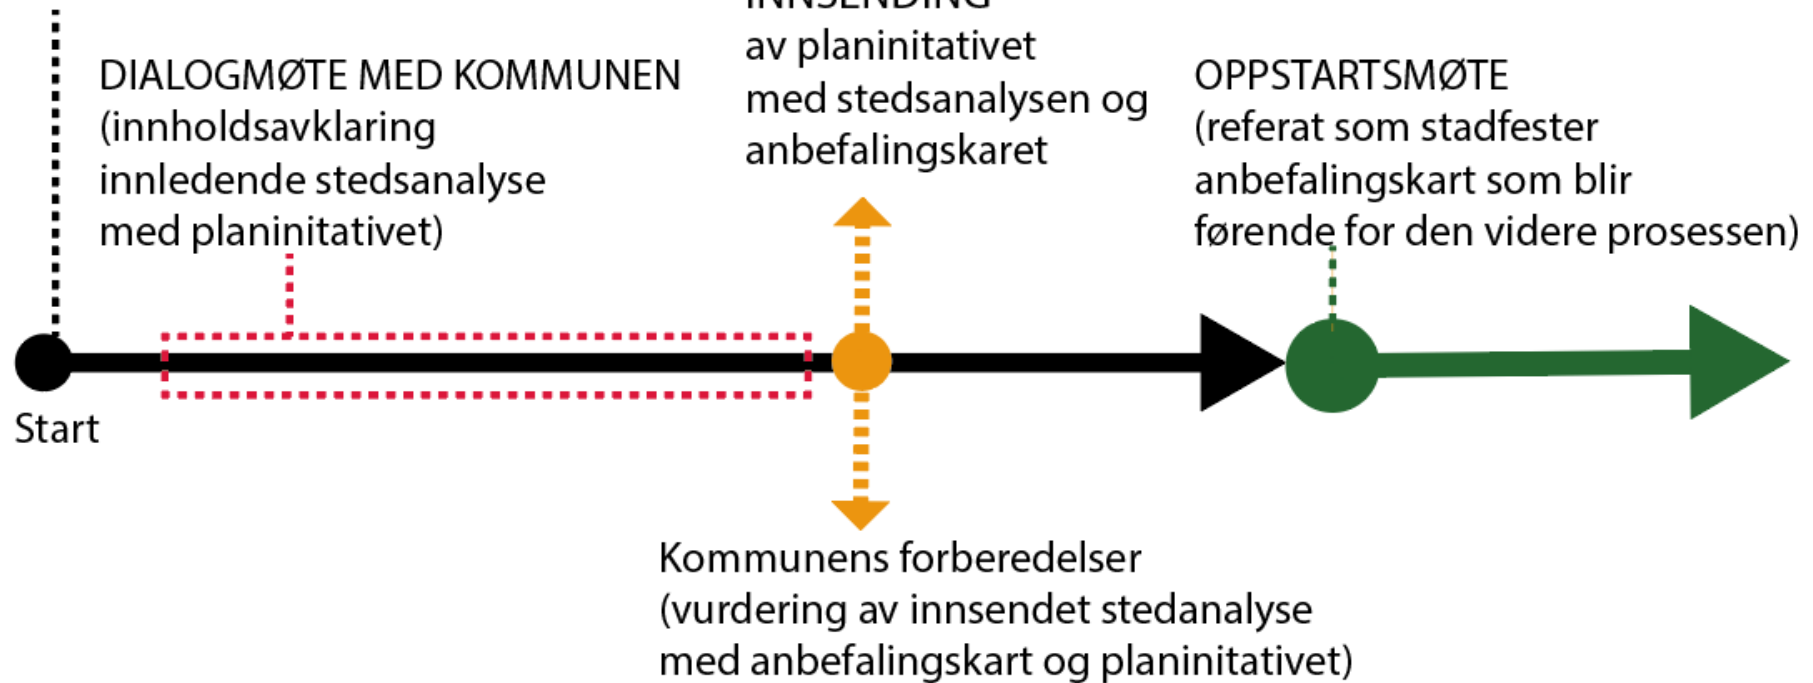 DIALOGMØTE MED KOMMUNEN
(innholdsavklaring
innledende stedsanalyse
med planinitativet)
INNSENDING
av planinitativet
med stedsanalysen og
anbefalingskaret
OPPSTARTSMØTE
(referat som stadfester
anbefalingskart som blir
førende for den videre prosessen)
Start
Kommunens forberedelser
(vurdering av innsendet stedanalyse
med anbefalingskart og planinitativet)